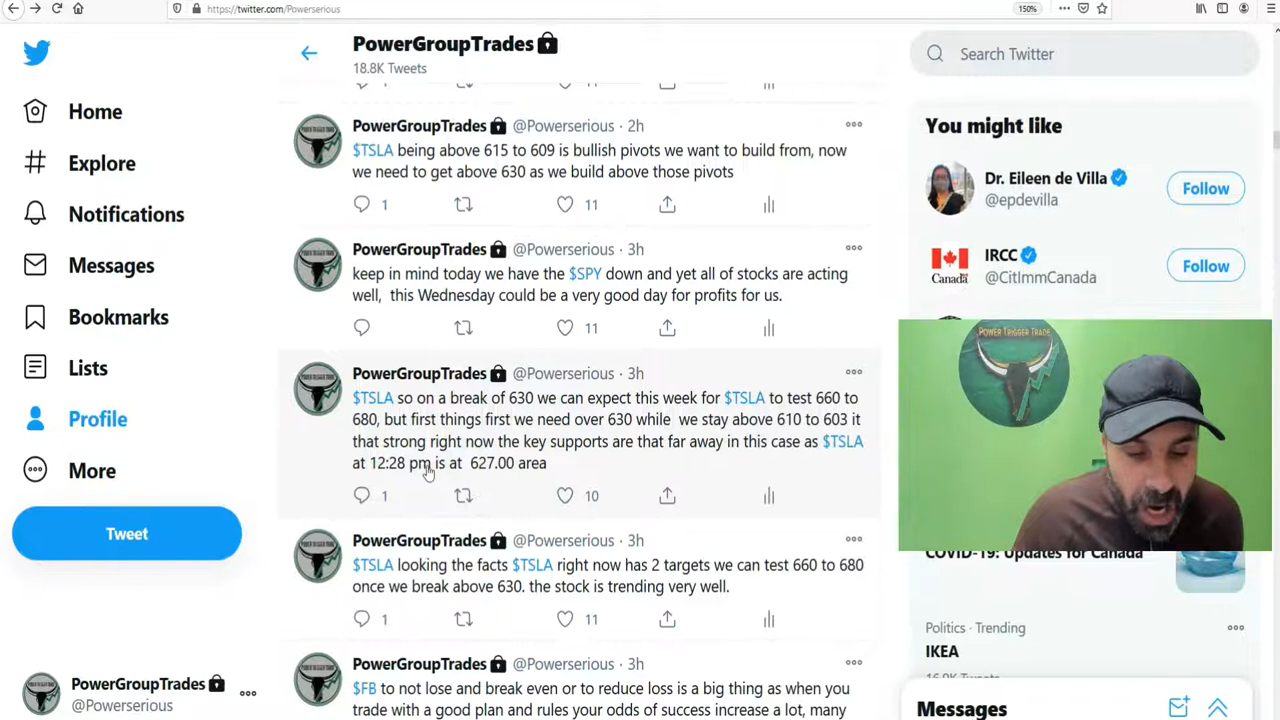 https://twitter.com/Powerserious
150%
PowerGroupTrades
18.8K Tweets
Search Twitter
Home
Explore
Notifications
Messages
Bookmarks
Lists
Profile
More
Tweet
PowerGroupTrades
@Powerserious
PowerGroupTrades @Powerserious · 2h
$TSLA being above 615 to 609 is bullish pivots we want to build from, now
we need to get above 630 as we build above those pivots
1 11
PowerGroupTrades @Powerserious · 3h
keep in mind today we have the $SPY down and yet all of stocks are acting
well, this Wednesday could be a very good day for profits for us.
11
PowerGroupTrades @Powerserious · 3h
$TSLA so on a break of 630 we can expect this week for $TSLA to test 660 to
680, but first things first we need over 630 while we stay above 610 to 603 it
that strong right now the key supports are that far away in this case as $TSLA
at 12:28 pm is at 627.00 area
1 10
PowerGroupTrades @Powerserious · 3h
$TSLA looking the facts $TSLA right now has 2 targets we can test 660 to 680
once we break above 630. the stock is trending very well.
1 11
PowerGroupTrades @Powerserious · 3h
$FB to not lose and break even or to reduce loss is a big thing as when you
trade with a good plan and rules your odds of success increase a lot, many
You might like
Dr. Eileen de Villa
@epdevilla
Follow
IRCC
@CitImmCanada
Follow
Canada
POWER TRIGGER TRADE
COVID-19: Updates for Canada
Politics · Trending
IKEA
Messages